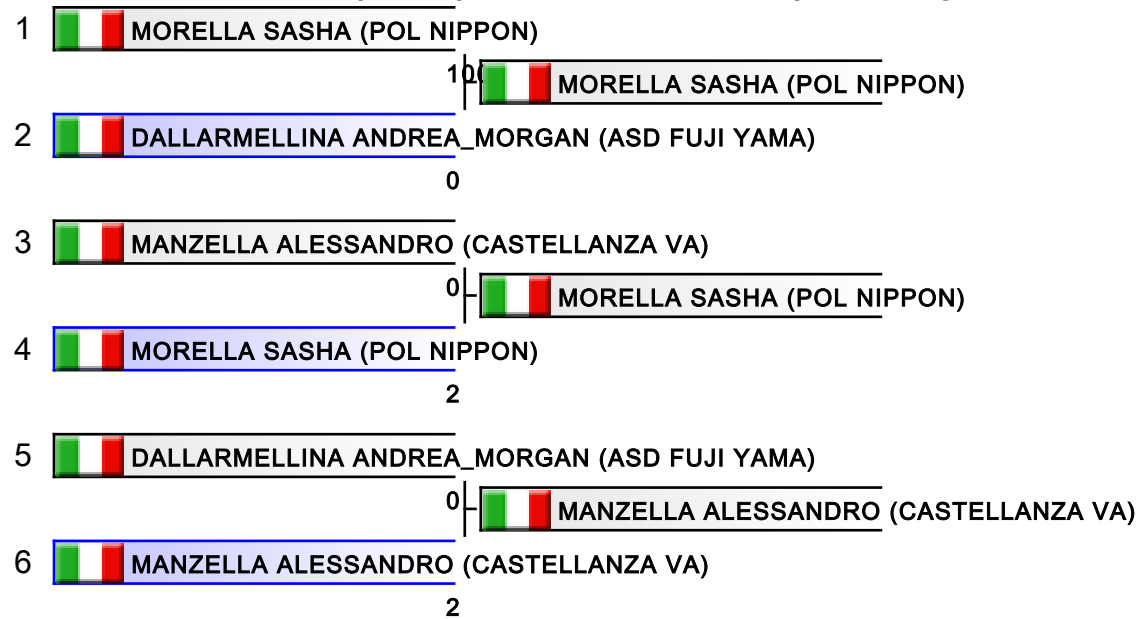 1 MORELLA SASHA (POL NIPPON)
100 MORELLA SASHA (POL NIPPON)
2 DALLARMELLINA ANDREA_MORGAN (ASD FUJI YAMA)
0
3 MANZELLA ALESSANDRO (CASTELLANZA VA)
0 MORELLA SASHA (POL NIPPON)
4 MORELLA SASHA (POL NIPPON)
2
5 DALLARMELLINA ANDREA_MORGAN (ASD FUJI YAMA)
0 MANZELLA ALESSANDRO (CASTELLANZA VA)
6 MANZELLA ALESSANDRO (CASTELLANZA VA)
2